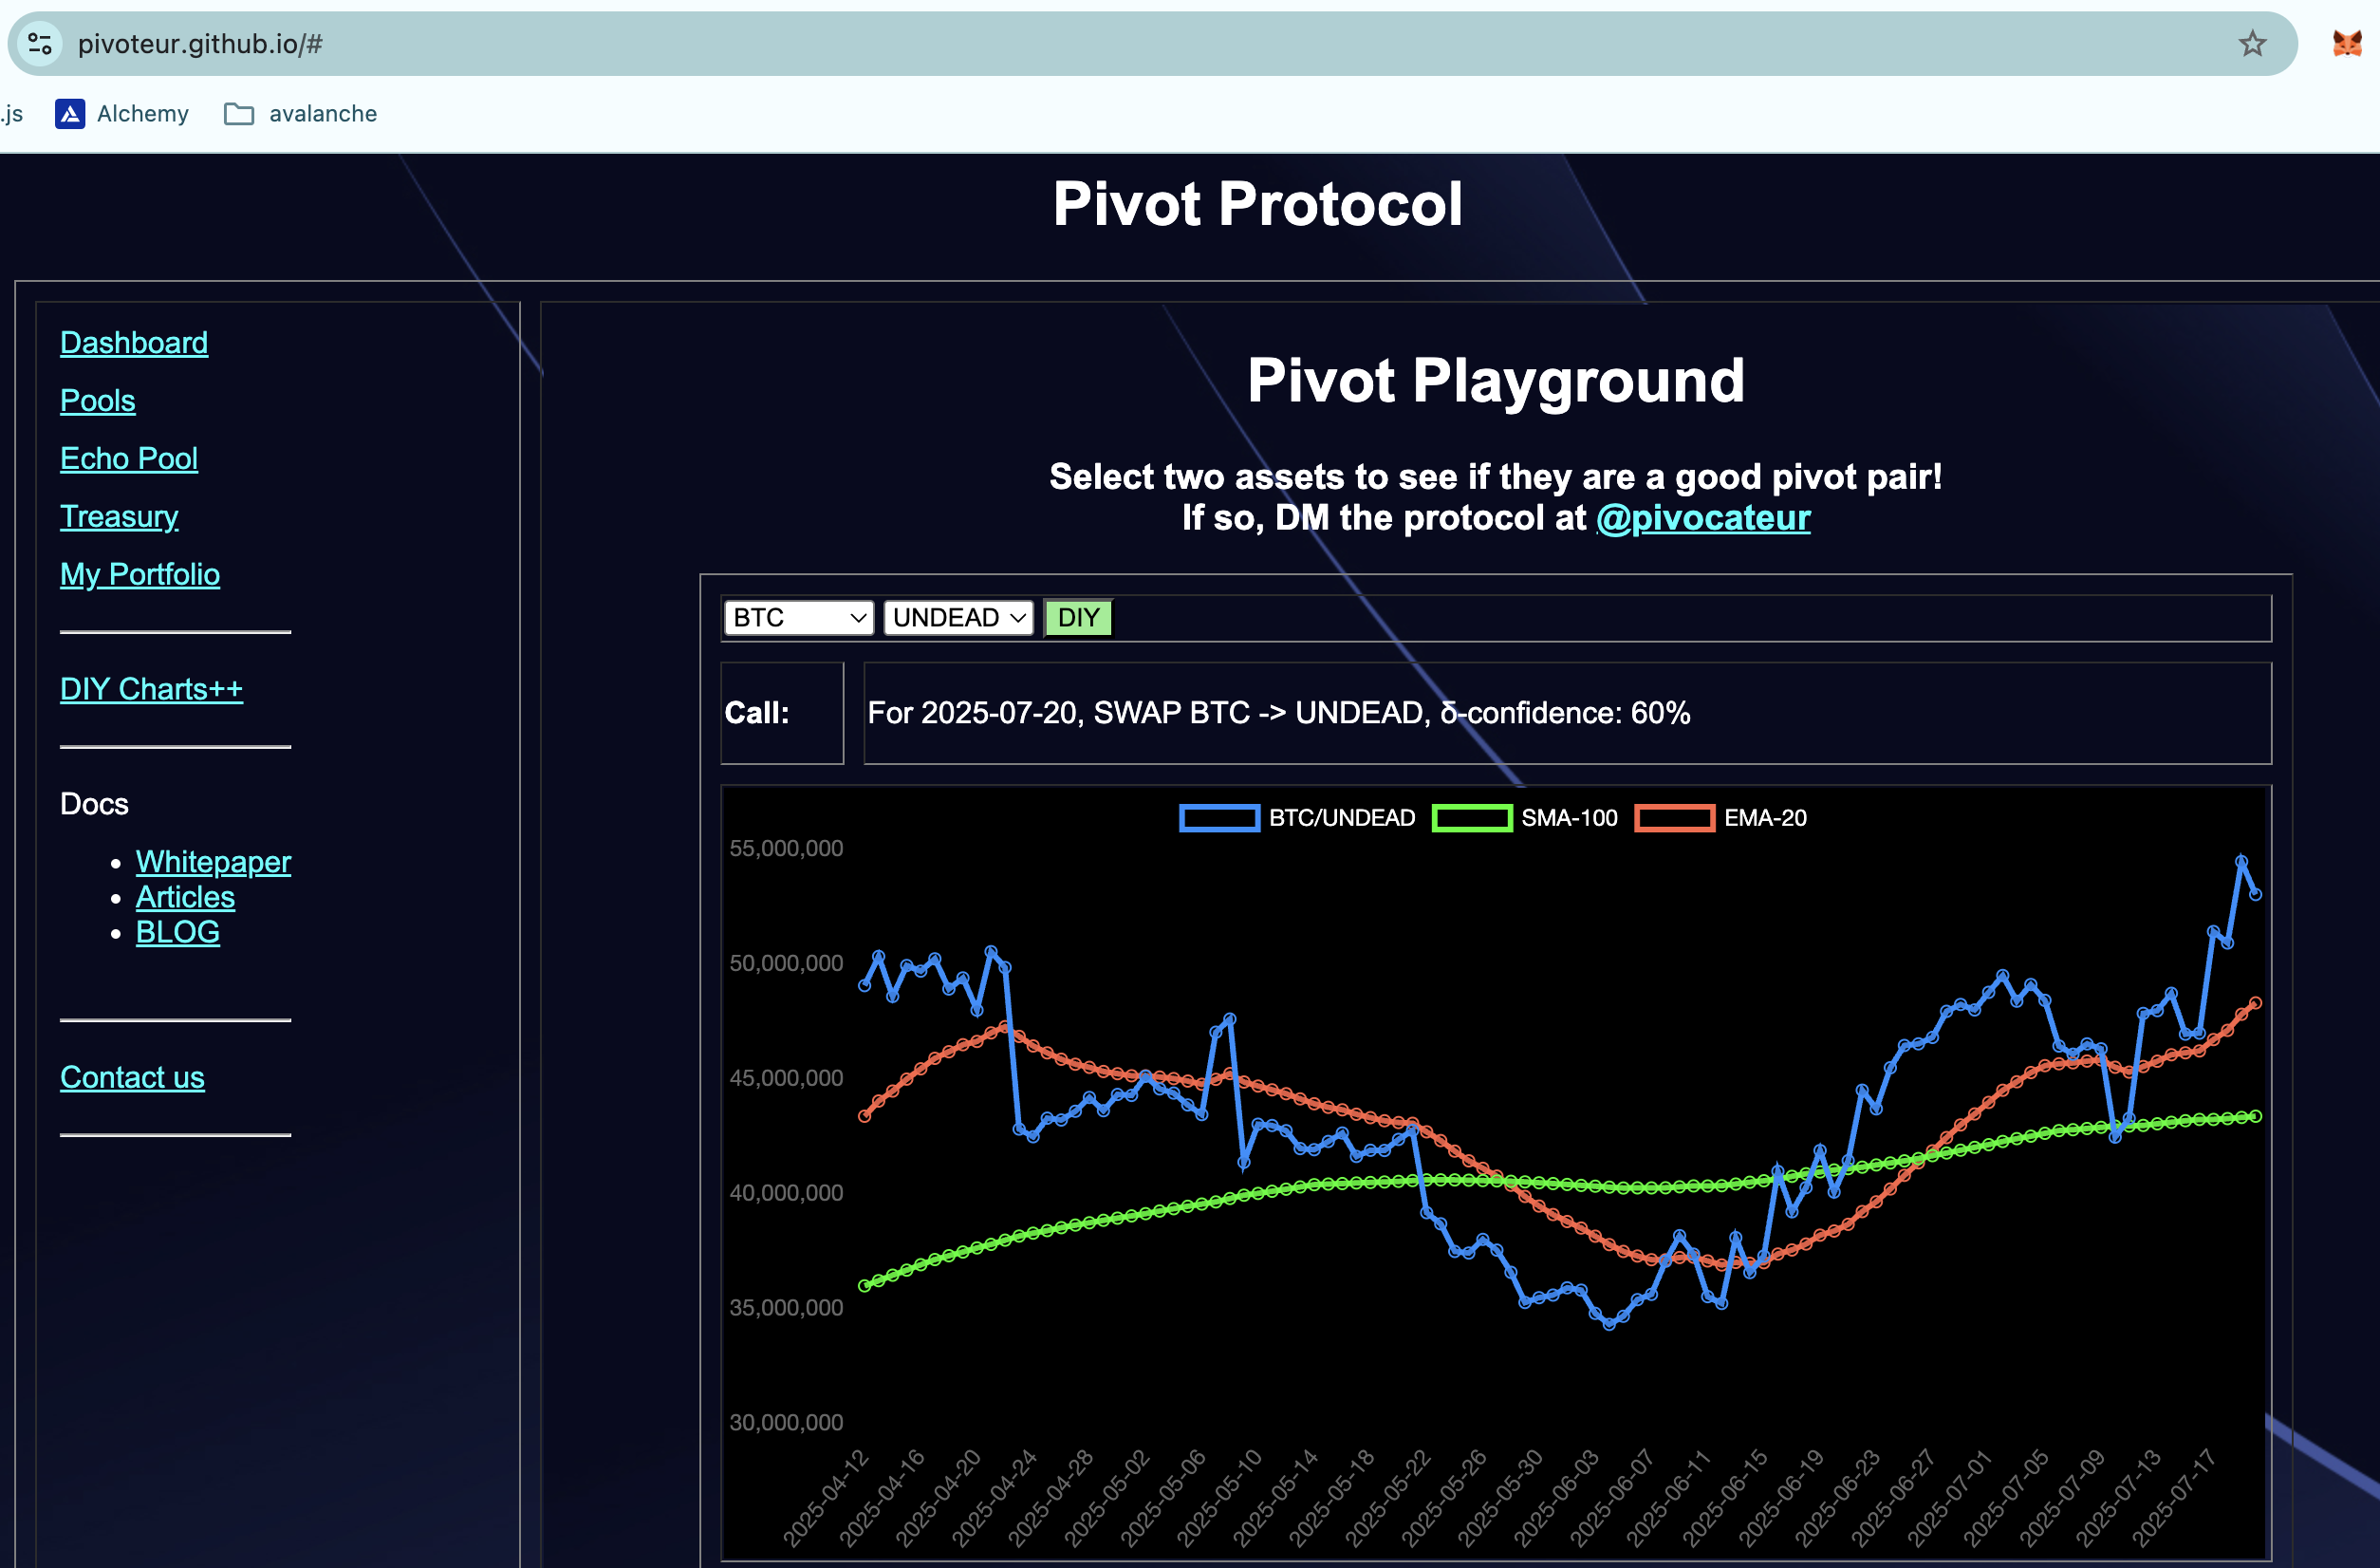 pivoteur.github.io/#
.js Alchemy avalanche
Pivot Protocol
Dashboard
Pools
Echo Pool
Treasury
My Portfolio
DIY Charts++
Docs
• Whitepaper
• Articles
• BLOG
Contact us
Pivot Playground
Select two assets to see if they are a good pivot pair!
If so, DM the protocol at @pivocateur
BTC UNDEAD DIY
Call: For 2025-07-20, SWAP BTC -> UNDEAD, δ-confidence: 60%
BTC/UNDEAD SMA-100 EMA-20
55,000,000
50,000,000
45,000,000
40,000,000
35,000,000
30,000,000
2025-04-12
2025-04-16
2025-04-20
2025-04-24
2025-04-28
2025-05-02
2025-05-06
2025-05-10
2025-05-14
2025-05-18
2025-05-22
2025-05-26
2025-05-30
2025-06-03
2025-06-07
2025-06-11
2025-06-15
2025-06-19
2025-06-23
2025-06-27
2025-07-01
2025-07-05
2025-07-09
2025-07-13
2025-07-17